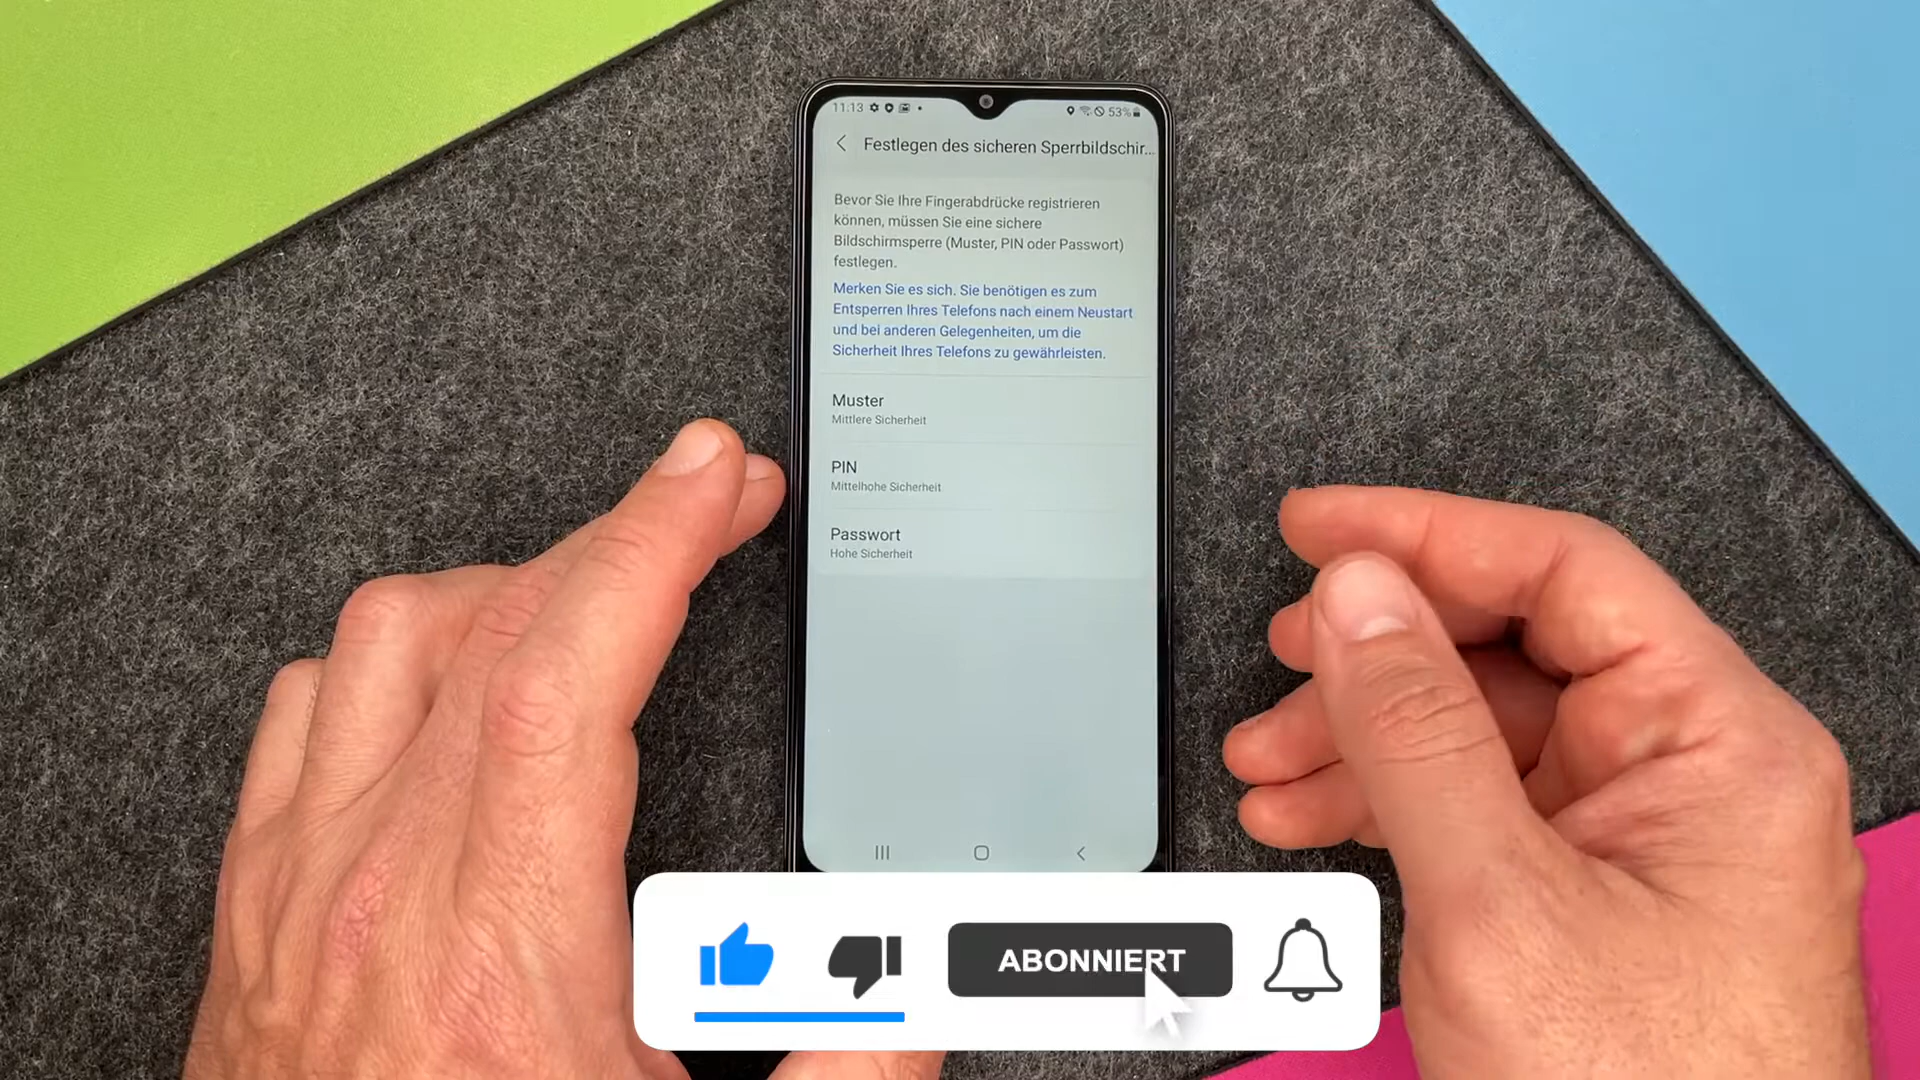 11:13
53%
Festlegen des sicheren Sperrbildschir...
Bevor Sie Ihre Fingerabdrücke registrieren
können, müssen Sie eine sichere
Bildschirmsperre (Muster, PIN oder Passwort)
festlegen.
Merken Sie es sich. Sie benötigen es zum
Entsperren Ihres Telefons nach einem Neustart
und bei anderen Gelegenheiten, um die
Sicherheit Ihres Telefons zu gewährleisten.
Muster
Mittlere Sicherheit
PIN
Mittelhohe Sicherheit
Passwort
Hohe Sicherheit
ABONNIERT